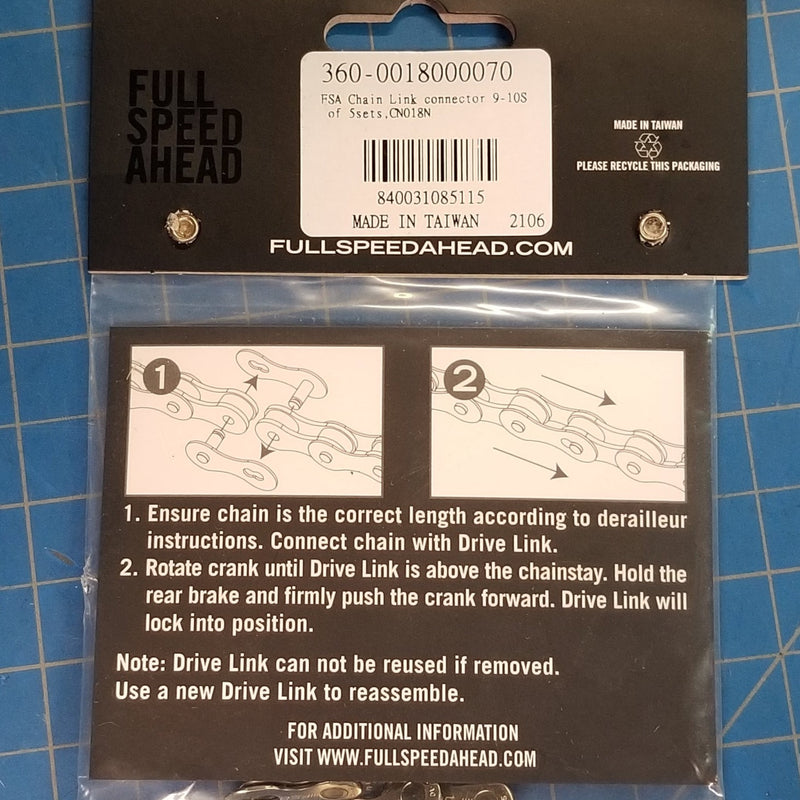 FULL
SPEED
AHEAD
360-0018000070
FSA Chain Link connector 9-10S
of 5sets,CN018N
840031085115
MADE IN TAIWAN 2106
MADE IN TAIWAN
PLEASE RECYCLE THIS PACKAGING
FULLSPEEDAHEAD.COM
1
2
1. Ensure chain is the correct length according to derailleur
instructions. Connect chain with Drive Link.
2. Rotate crank until Drive Link is above the chainstay. Hold the
rear brake and firmly push the crank forward. Drive Link will
lock into position.
Note: Drive Link can not be reused if removed.
Use a new Drive Link to reassemble.
FOR ADDITIONAL INFORMATION
VISIT WWW.FULLSPEEDAHEAD.COM